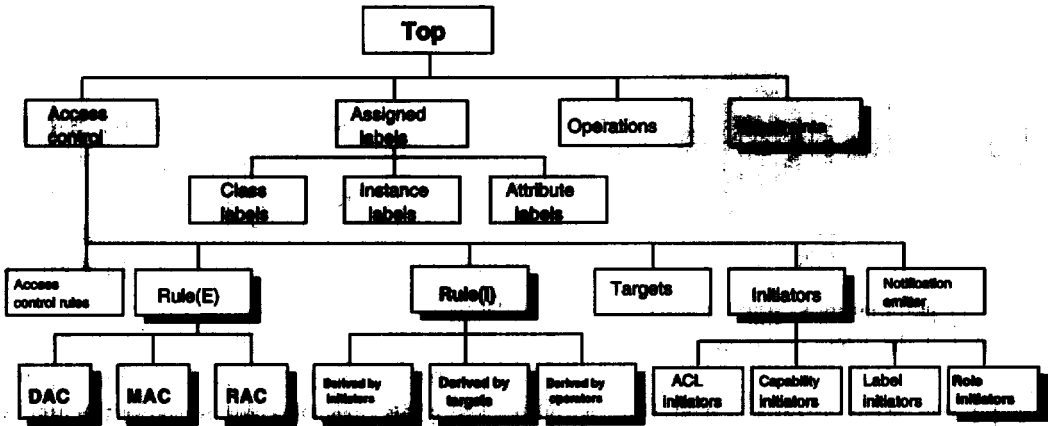 Top
Access
control
Assigned
labels
Operations
Class
labels
Instance
labels
Attribute
labels
Access
control rules
Rule(E)
Rule(I)
Targets
Initiators
Notification
emitter
DAC
MAC
RAC
Derived by
initiators
Derived by
targets
Derived by
operators
ACL
initiators
Capability
initiators
Label
initiators
Role
initiators